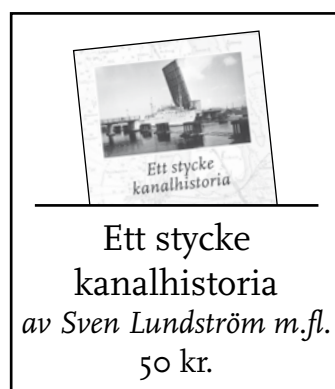 Ett stycke
kanalhistoria
Ett stycke
kanalhistoria
av Sven Lundström m.fl.
50 kr.